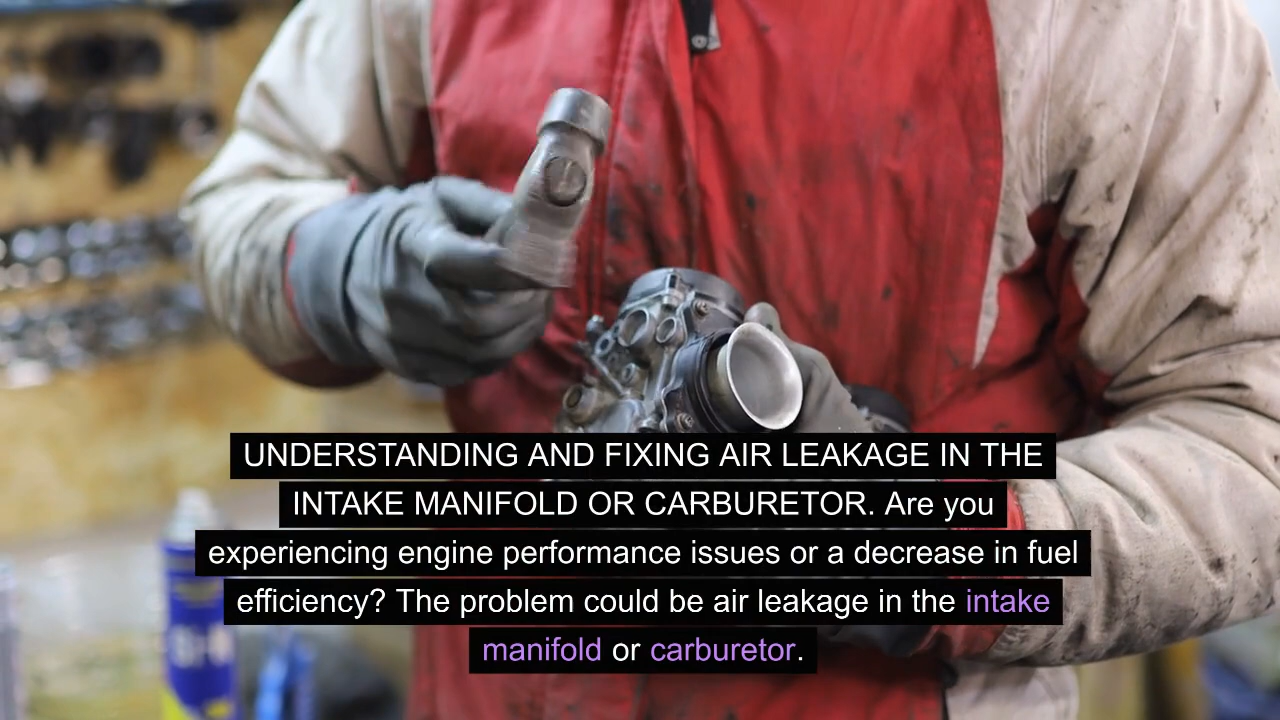 UNDERSTANDING AND FIXING AIR LEAKAGE IN THE
INTAKE MANIFOLD OR CARBURETOR. Are you
experiencing engine performance issues or a decrease in fuel
efficiency? The problem could be air leakage in the intake
manifold or carburetor.